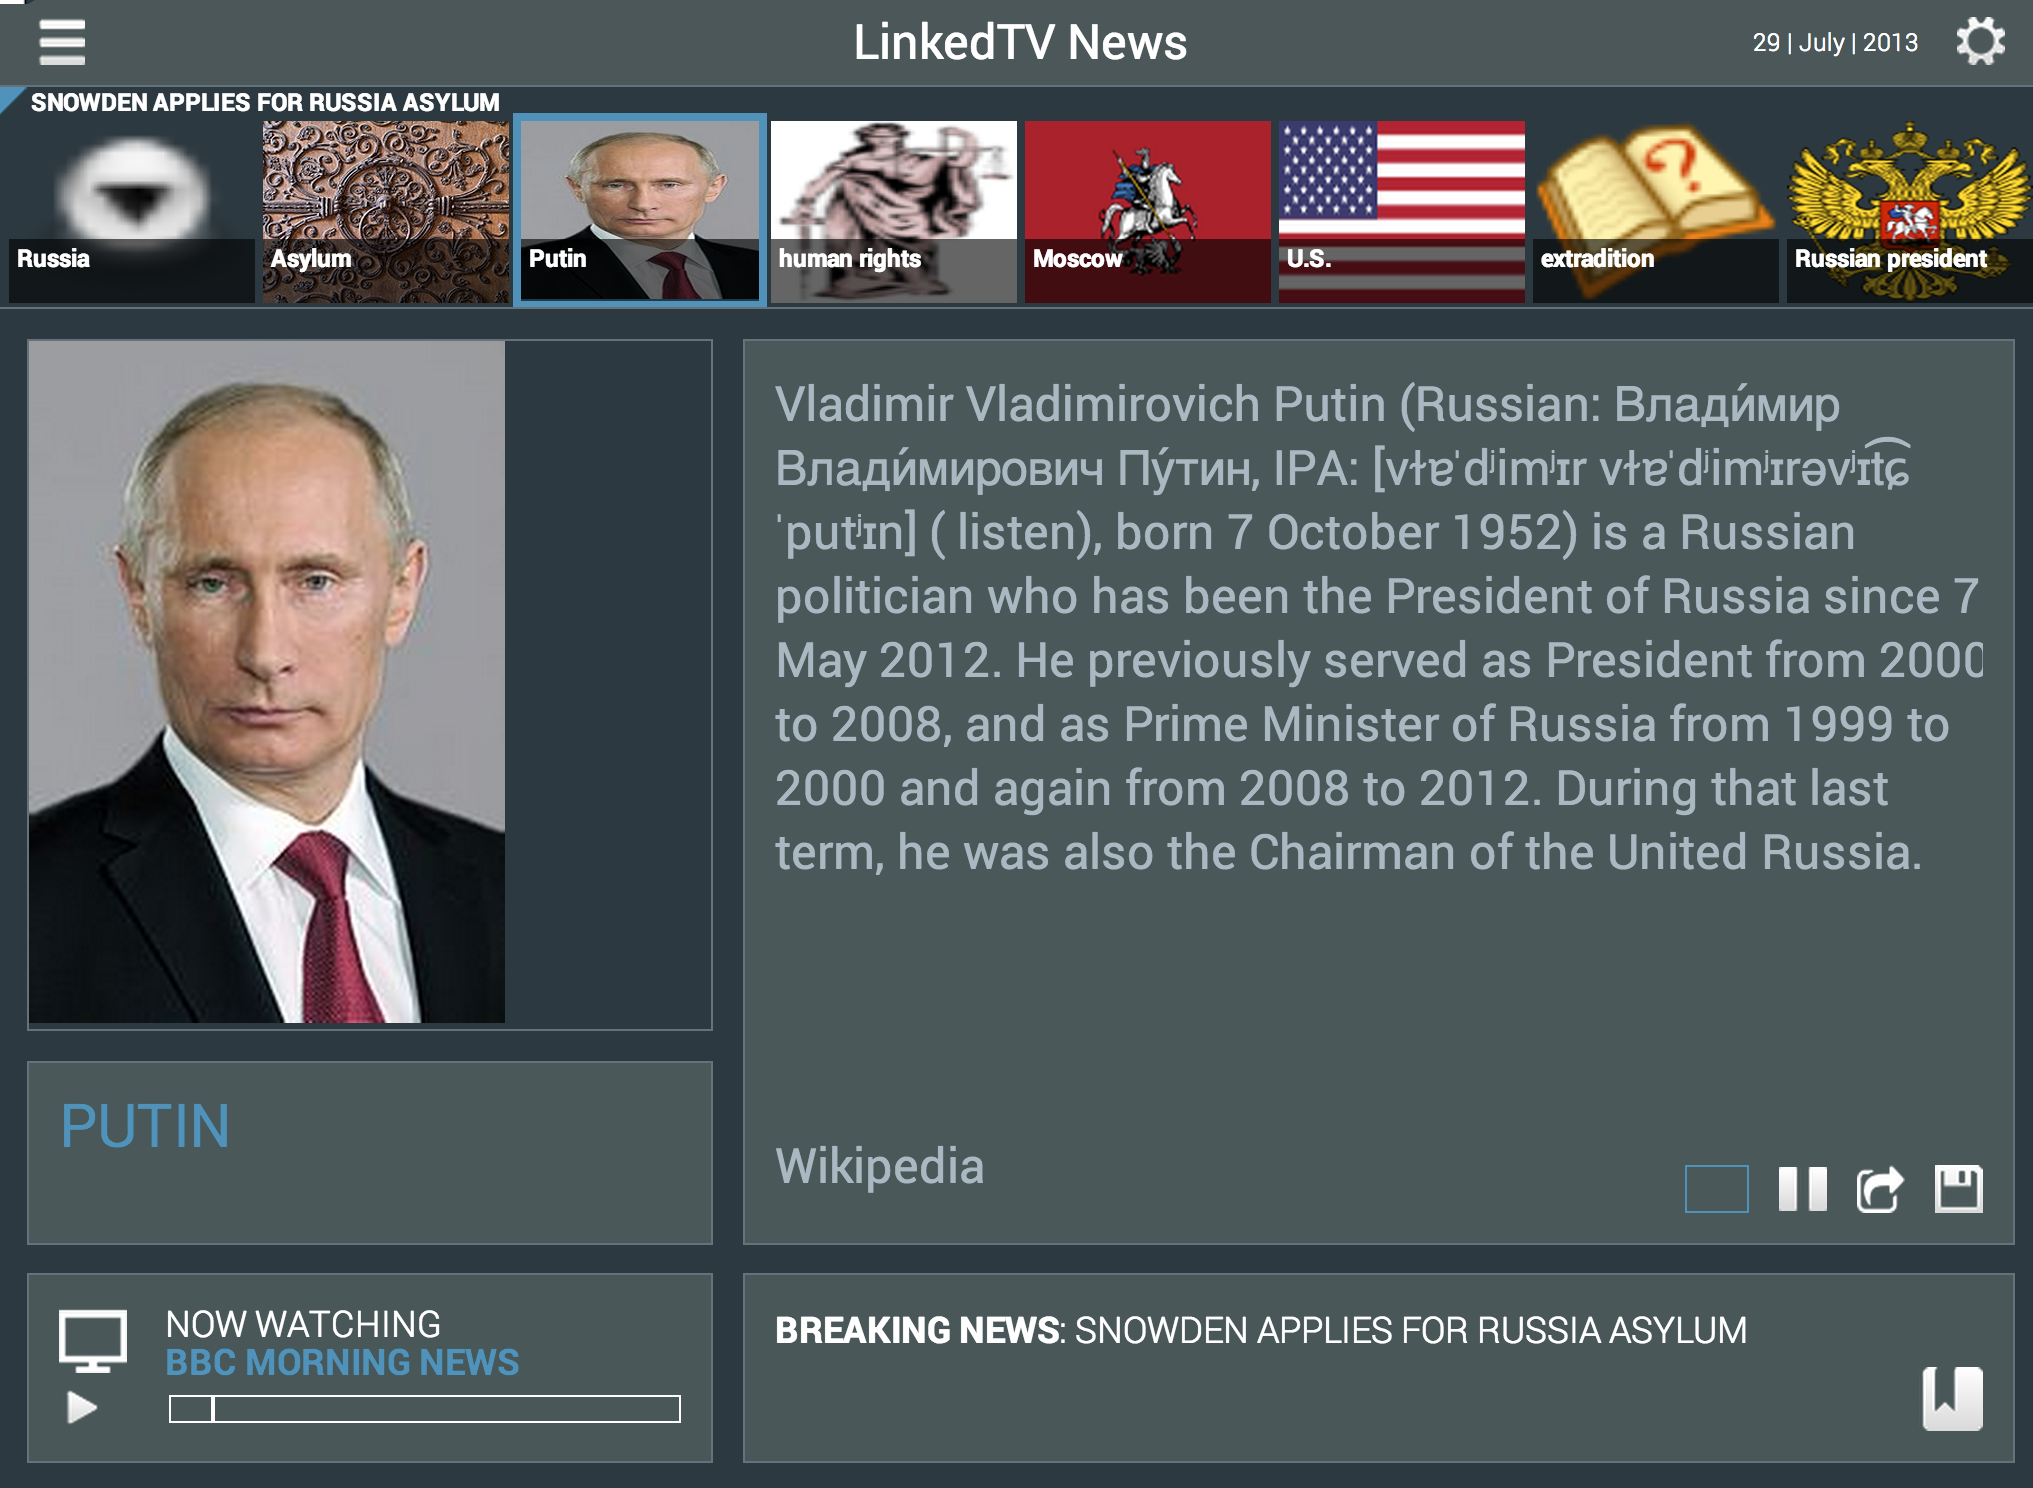 LinkedTV News
29 | July | 2013
SNOWDEN APPLIES FOR RUSSIA ASYLUM
Russia
Asylum
Putin
human rights
Moscow
U.S.
extradition
Russian president
Vladimir Vladimirovich Putin (Russian: Влади́мир
Влади́мирович Пу́тин, IPA: [vɫɐˈdʲimʲɪr vɫɐˈdʲimʲɪrəvʲɪt͡ɕ
ˈputʲɪn] ( listen), born 7 October 1952) is a Russian
politician who has been the President of Russia since 7
May 2012. He previously served as President from 2000
to 2008, and as Prime Minister of Russia from 1999 to
2000 and again from 2008 to 2012. During that last
term, he was also the Chairman of the United Russia.
Wikipedia
PUTIN
NOW WATCHING
BBC MORNING NEWS
BREAKING NEWS: SNOWDEN APPLIES FOR RUSSIA ASYLUM